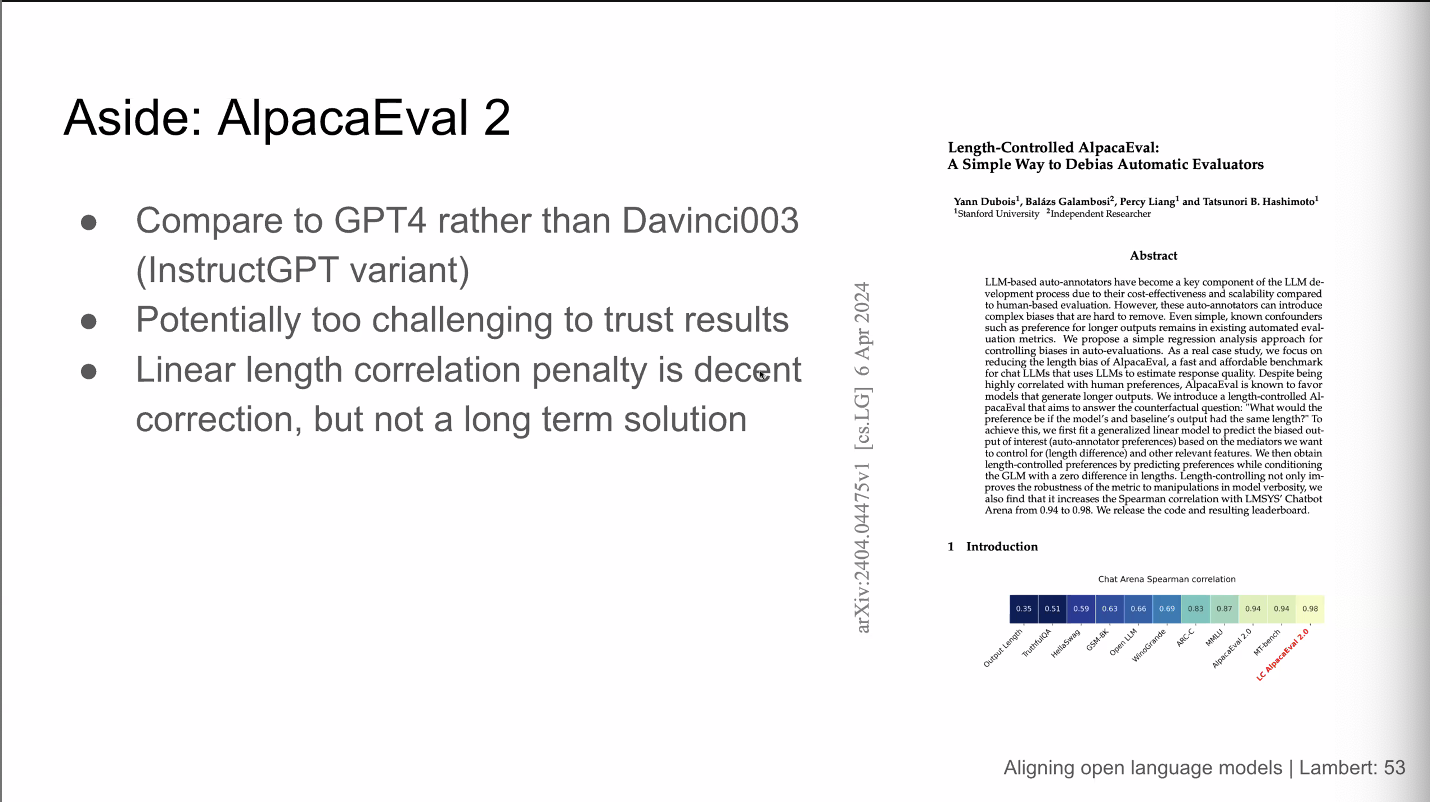 Aside: AlpacaEval 2
● Compare to GPT4 rather than Davinci003
(InstructGPT variant)
● Potentially too challenging to trust results
● Linear length correlation penalty is decent
correction, but not a long term solution
arXiv:2404.04475v1 [cs.LG] 6 Apr 2024
Length-Controlled AlpacaEval:
A Simple Way to Debias Automatic Evaluators
Yann Dubois1, Balázs Galambosi2, Percy Liang1 and Tatsunori B. Hashimoto1
1Stanford University 2Independent Researcher
Abstract
LLM-based auto-annotators have become a key component of the LLM de-
velopment process due to their cost-effectiveness and scalability compared
to human-based evaluation. However, these auto-annotators can introduce
complex biases that are hard to remove. Even simple, known confounders
such as preference for longer outputs remains in existing automated eval-
uation metrics. We propose a simple regression analysis approach for
controlling biases in auto-evaluations. As a real case study, we focus on
reducing the length bias of AlpacaEval, a fast and affordable benchmark
for chat LLMs that uses LLMs to estimate response quality. Despite being
highly correlated with human preferences, AlpacaEval is known to favor
models that generate longer outputs. We introduce a length-controlled Al-
pacaEval that aims to answer the counterfactual question: "What would the
preference be if the model's and baseline's output had the same length?" To
achieve this, we first fit a generalized linear model to predict the biased out-
put of interest (auto-annotator preferences) based on the mediators we want
to control for (length difference) and other relevant features. We then obtain
length-controlled preferences by predicting preferences while conditioning
the GLM with a zero difference in lengths. Length-controlling not only im-
proves the robustness of the metric to manipulations in model verbosity, we
also find that it increases the Spearman correlation with LMSYS' Chatbot
Arena from 0.94 to 0.98. We release the code and resulting leaderboard.
1 Introduction
Chat Arena Spearman correlation
0.35 0.51 0.59 0.63 0.66 0.69 0.83 0.87 0.94 0.94 0.98
Output Length
TruthfulQA
HellaSwag
GSM-8K
Open LLM
WinoGrande
ARC-C
MMLU
AlpacaEval 2.0
MT-bench
LC AlpacaEval 2.0
Aligning open language models | Lambert: 53